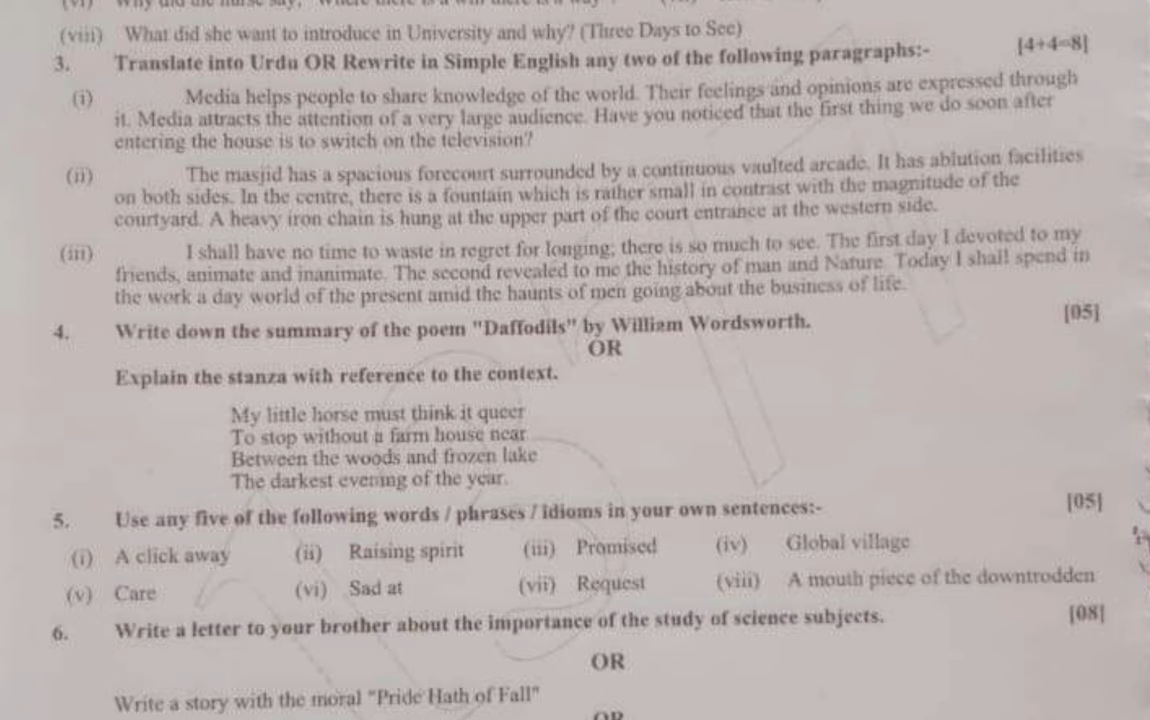 (vi) Why did the nurse say, "Where there is a will there is a way"?
(viii) What did she want to introduce in University and why? (Three Days to See)
3. Translate into Urdu OR Rewrite in Simple English any two of the following paragraphs:- [4+4=8]
(i) Media helps people to share knowledge of the world. Their feelings and opinions are expressed through
it. Media attracts the attention of a very large audience. Have you noticed that the first thing we do soon after
entering the house is to switch on the television?
(ii) The masjid has a spacious forecourt surrounded by a continuous vaulted arcade. It has ablution facilities
on both sides. In the centre, there is a fountain which is rather small in contrast with the magnitude of the
courtyard. A heavy iron chain is hung at the upper part of the court entrance at the western side.
(iii) I shall have no time to waste in regret for longing; there is so much to see. The first day I devoted to my
friends, animate and inanimate. The second revealed to me the history of man and Nature. Today I shall spend in
the work a day world of the present amid the haunts of men going about the business of life.
4. Write down the summary of the poem "Daffodils" by William Wordsworth. [05]
OR
Explain the stanza with reference to the context.
My little horse must think it queer
To stop without a farm house near
Between the woods and frozen lake
The darkest evening of the year.
5. Use any five of the following words / phrases / idioms in your own sentences:- [05]
(i) A click away (ii) Raising spirit (iii) Promised (iv) Global village
(v) Care (vi) Sad at (vii) Request (viii) A mouth piece of the downtrodden
6. Write a letter to your brother about the importance of the study of science subjects. [08]
OR
Write a story with the moral "Pride Hath of Fall"
OR